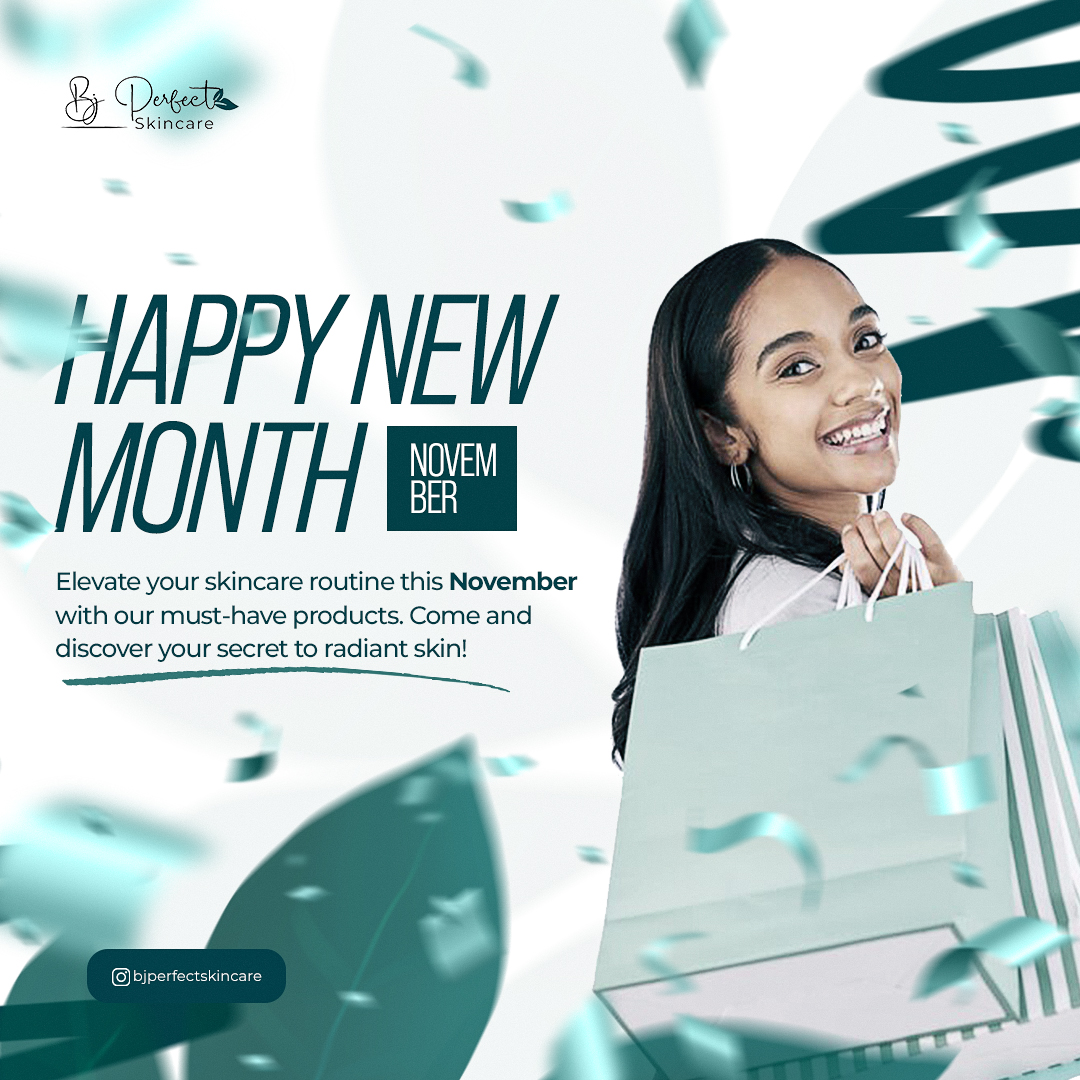 Bj Perfect
Skincare
HAPPY NEW
MONTH
NOVEM
BER
Elevate your skincare routine this November
with our must-have products. Come and
discover your secret to radiant skin!
bjperfectskincare